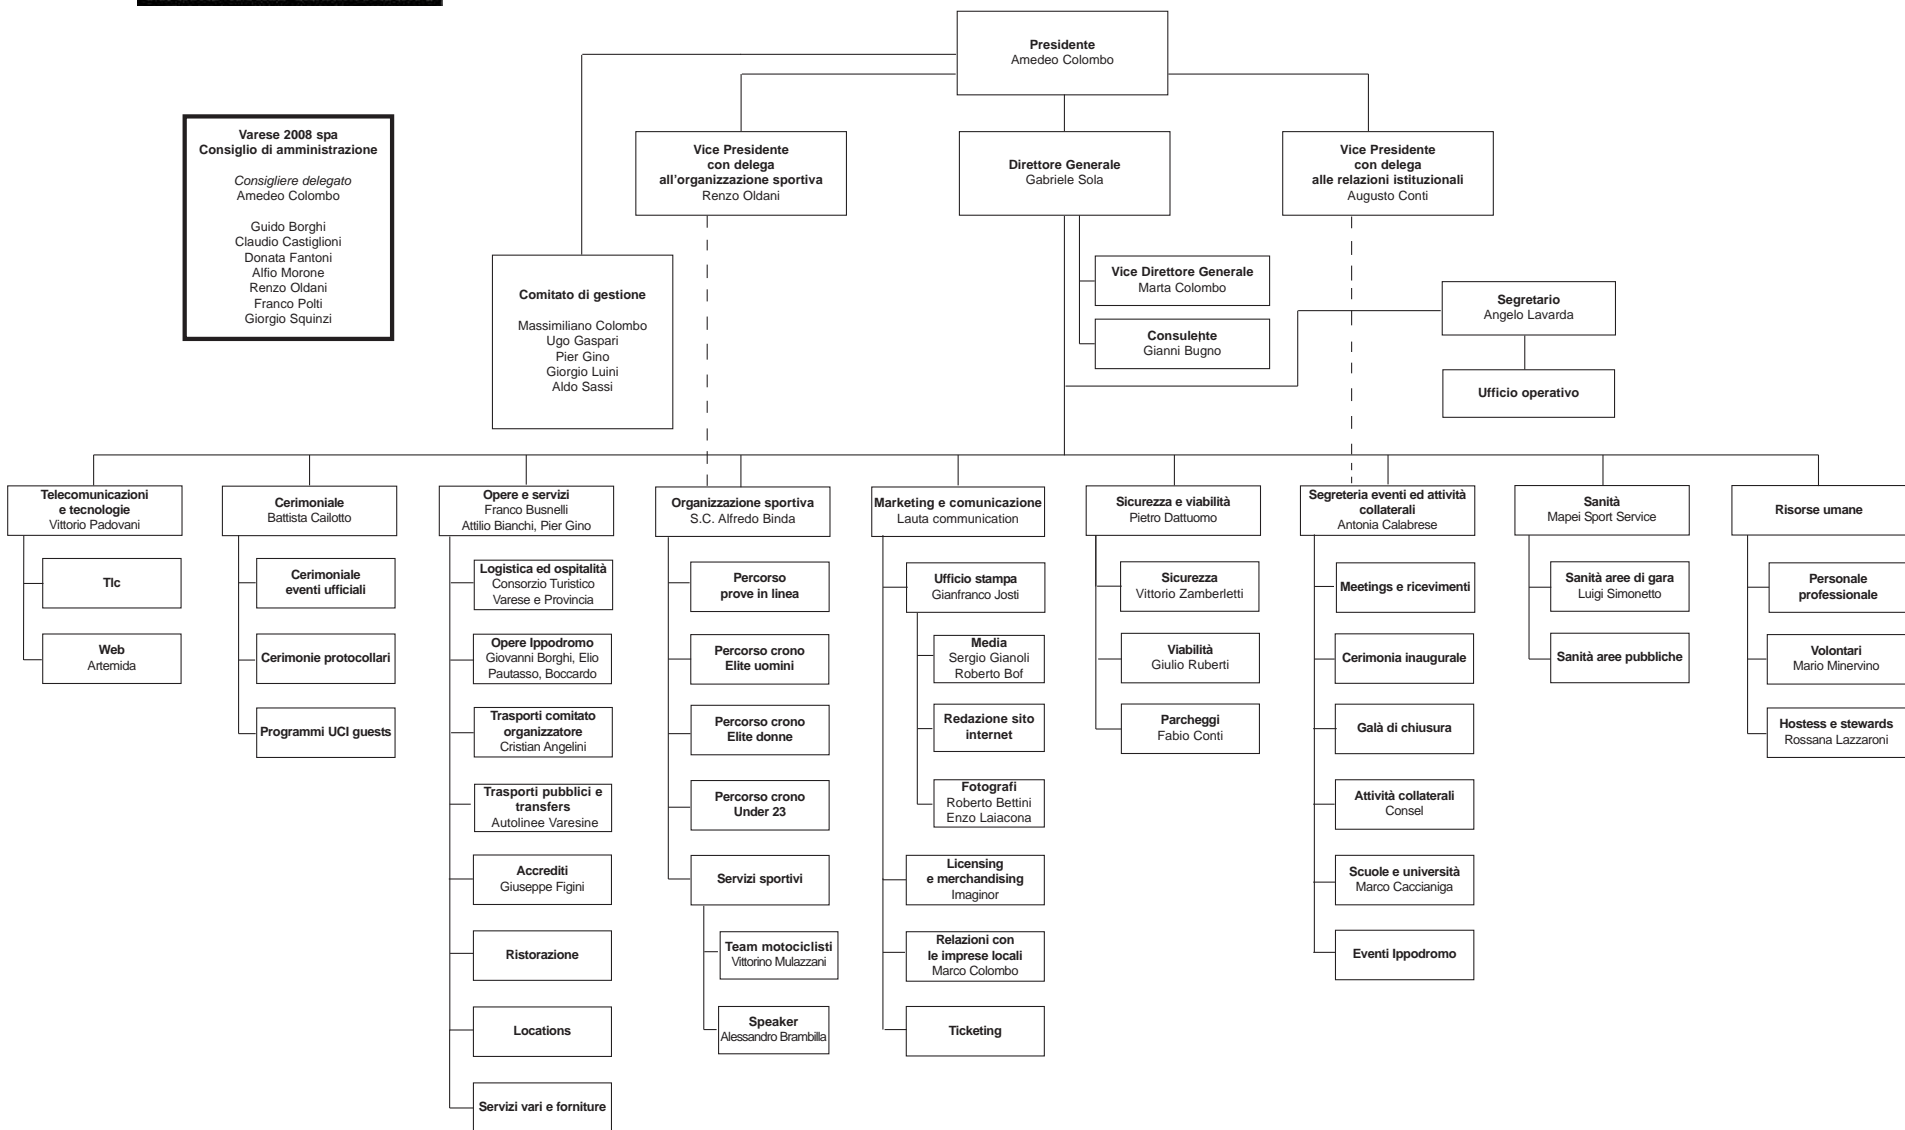 Presidente
Amedeo Colombo
Varese 2008 spa
Consiglio di amministrazione
Consigliere delegato
Amedeo Colombo
Guido Borghi
Claudio Castiglioni
Donata Fantoni
Alfio Morone
Renzo Oldani
Franco Polti
Giorgio Squinzi
Vice Presidente
con delega
all'organizzazione sportiva
Renzo Oldani
Direttore Generale
Gabriele Sola
Vice Presidente
con delega
alle relazioni istituzionali
Augusto Conti
Comitato di gestione
Massimiliano Colombo
Ugo Gaspari
Pier Gino
Giorgio Luini
Aldo Sassi
Vice Direttore Generale
Marta Colombo
Consulente
Gianni Bugno
Segretario
Angelo Lavarda
Ufficio operativo
Telecomunicazioni
e tecnologie
Vittorio Padovani
Tlc
Web
Artemida
Cerimoniale
Battista Cailotto
Cerimoniale
eventi ufficiali
Cerimonie protocollari
Programmi UCI guests
Opere e servizi
Franco Busnelli
Attilio Bianchi, Pier Gino
Logistica ed ospitalità
Consorzio Turistico
Varese e Provincia
Opere Ippodromo
Giovanni Borghi, Elio
Pautasso, Boccardo
Trasporti comitato
organizzatore
Cristian Angelini
Trasporti pubblici e
transfers
Autolinee Varesine
Accrediti
Giuseppe Figini
Ristorazione
Locations
Servizi vari e forniture
Organizzazione sportiva
S.C. Alfredo Binda
Percorso
prove in linea
Percorso crono
Elite uomini
Percorso crono
Elite donne
Percorso crono
Under 23
Servizi sportivi
Team motociclisti
Vittorino Mulazzani
Speaker
Alessandro Brambilla
Marketing e comunicazione
Lauta communication
Ufficio stampa
Gianfranco Josti
Media
Sergio Gianoli
Roberto Bof
Redazione sito
internet
Fotografi
Roberto Bettini
Enzo Laiacona
Licensing
e merchandising
Imaginor
Relazioni con
le imprese locali
Marco Colombo
Ticketing
Sicurezza e viabilità
Pietro Dattuomo
Sicurezza
Vittorio Zamberletti
Viabilità
Giulio Ruberti
Parcheggi
Fabio Conti
Segreteria eventi ed attività
collaterali
Antonia Calabrese
Meetings e ricevimenti
Cerimonia inaugurale
Galà di chiusura
Attività collaterali
Consel
Scuole e università
Marco Caccianiga
Eventi Ippodromo
Sanità
Mapei Sport Service
Sanità aree di gara
Luigi Simonetto
Sanità aree pubbliche
Risorse umane
Personale
professionale
Volontari
Mario Minervino
Hostess e stewards
Rossana Lazzaroni